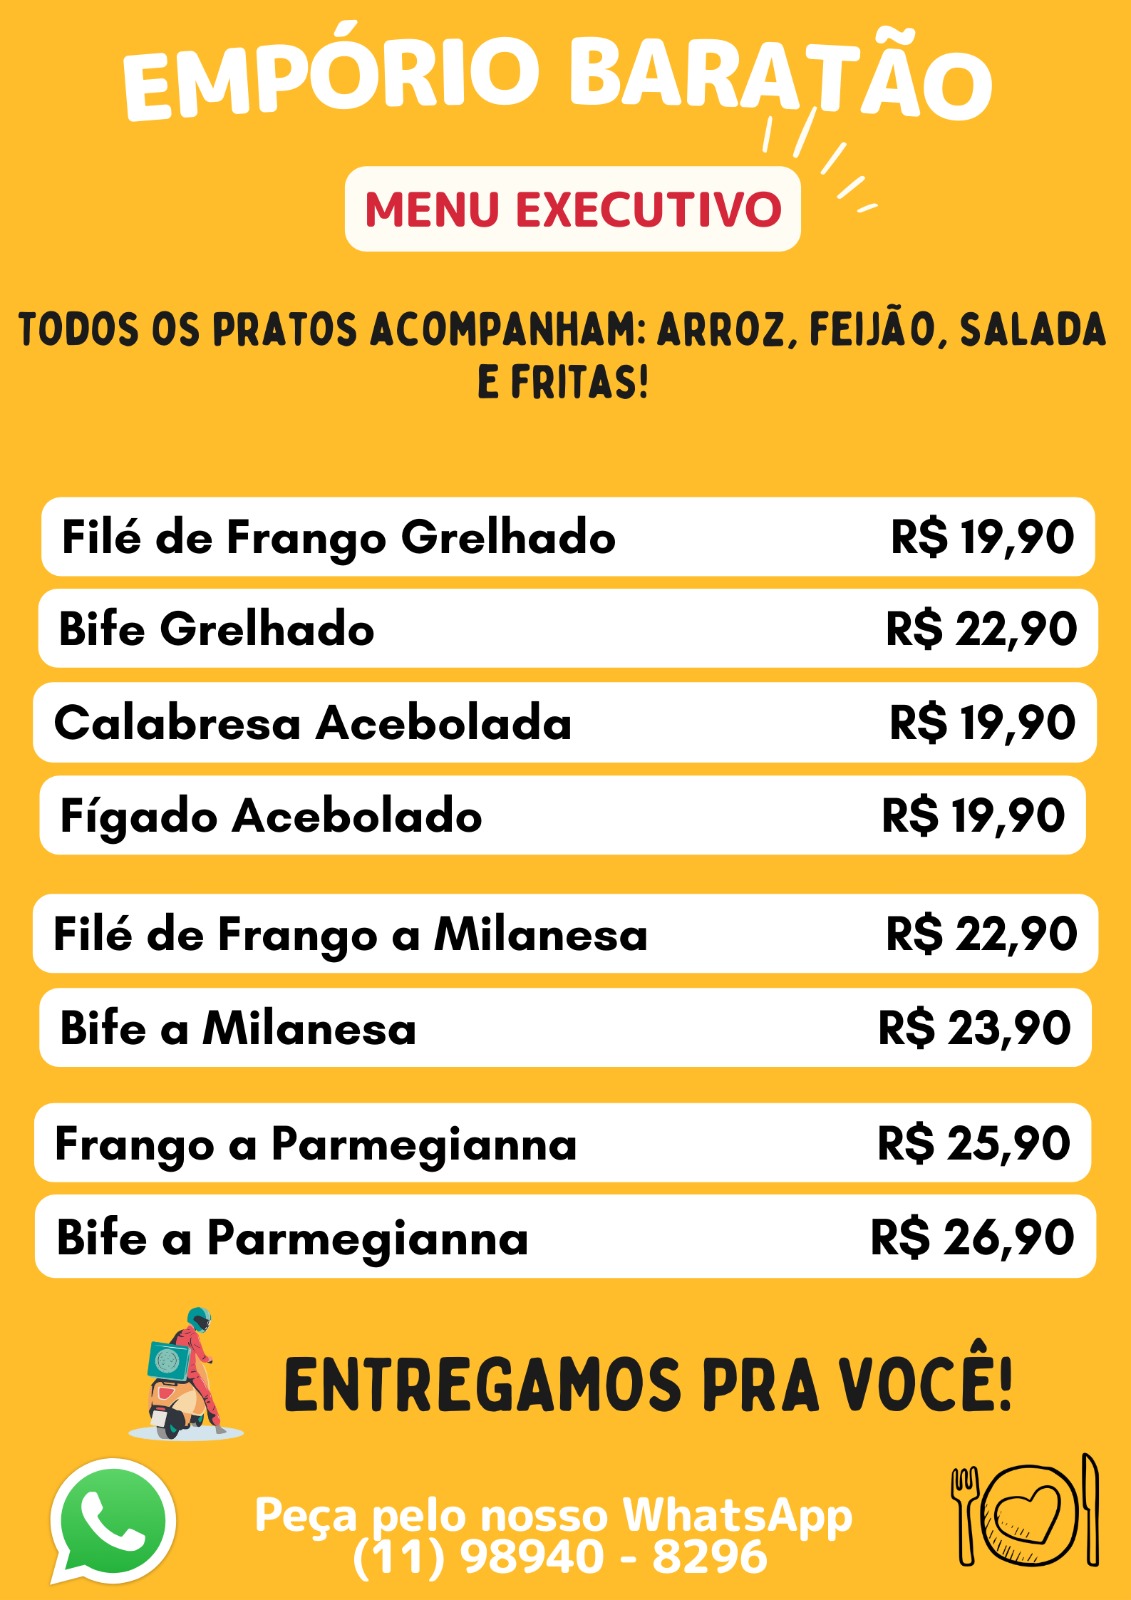 EMPÓRIO BARATÃO
MENU EXECUTIVO
TODOS OS PRATOS ACOMPANHAM: ARROZ, FEIJÃO, SALADA
E FRITAS!
Filé de Frango Grelhado R$ 19,90
Bife Grelhado R$ 22,90
Calabresa Acebolada R$ 19,90
Fígado Acebolado R$ 19,90
Filé de Frango a Milanesa R$ 22,90
Bife a Milanesa R$ 23,90
Frango a Parmegianna R$ 25,90
Bife a Parmegianna R$ 26,90
ENTREGAMOS PRA VOCÊ!
Peça pelo nosso WhatsApp
(11) 98940 - 8296